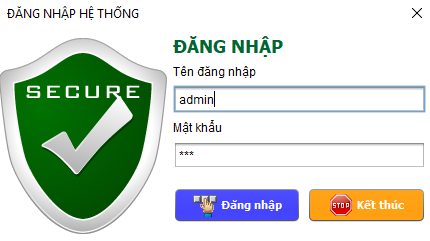 ĐĂNG NHẬP HỆ THỐNG
SECURE
ĐĂNG NHẬP
Tên đăng nhập
admin
Mật khẩu
***
Đăng nhập
STOP
Kết thúc